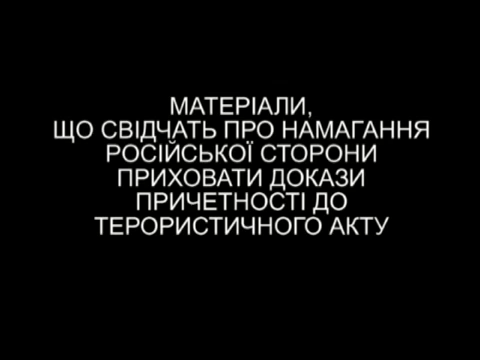 МАТЕРІАЛИ,
ЩО СВІДЧАТЬ ПРО НАМАГАННЯ
РОСІЙСЬКОЇ СТОРОНИ
ПРИХОВАТИ ДОКАЗИ
ПРИЧЕТНОСТІ ДО
ТЕРОРИСТИЧНОГО АКТУ